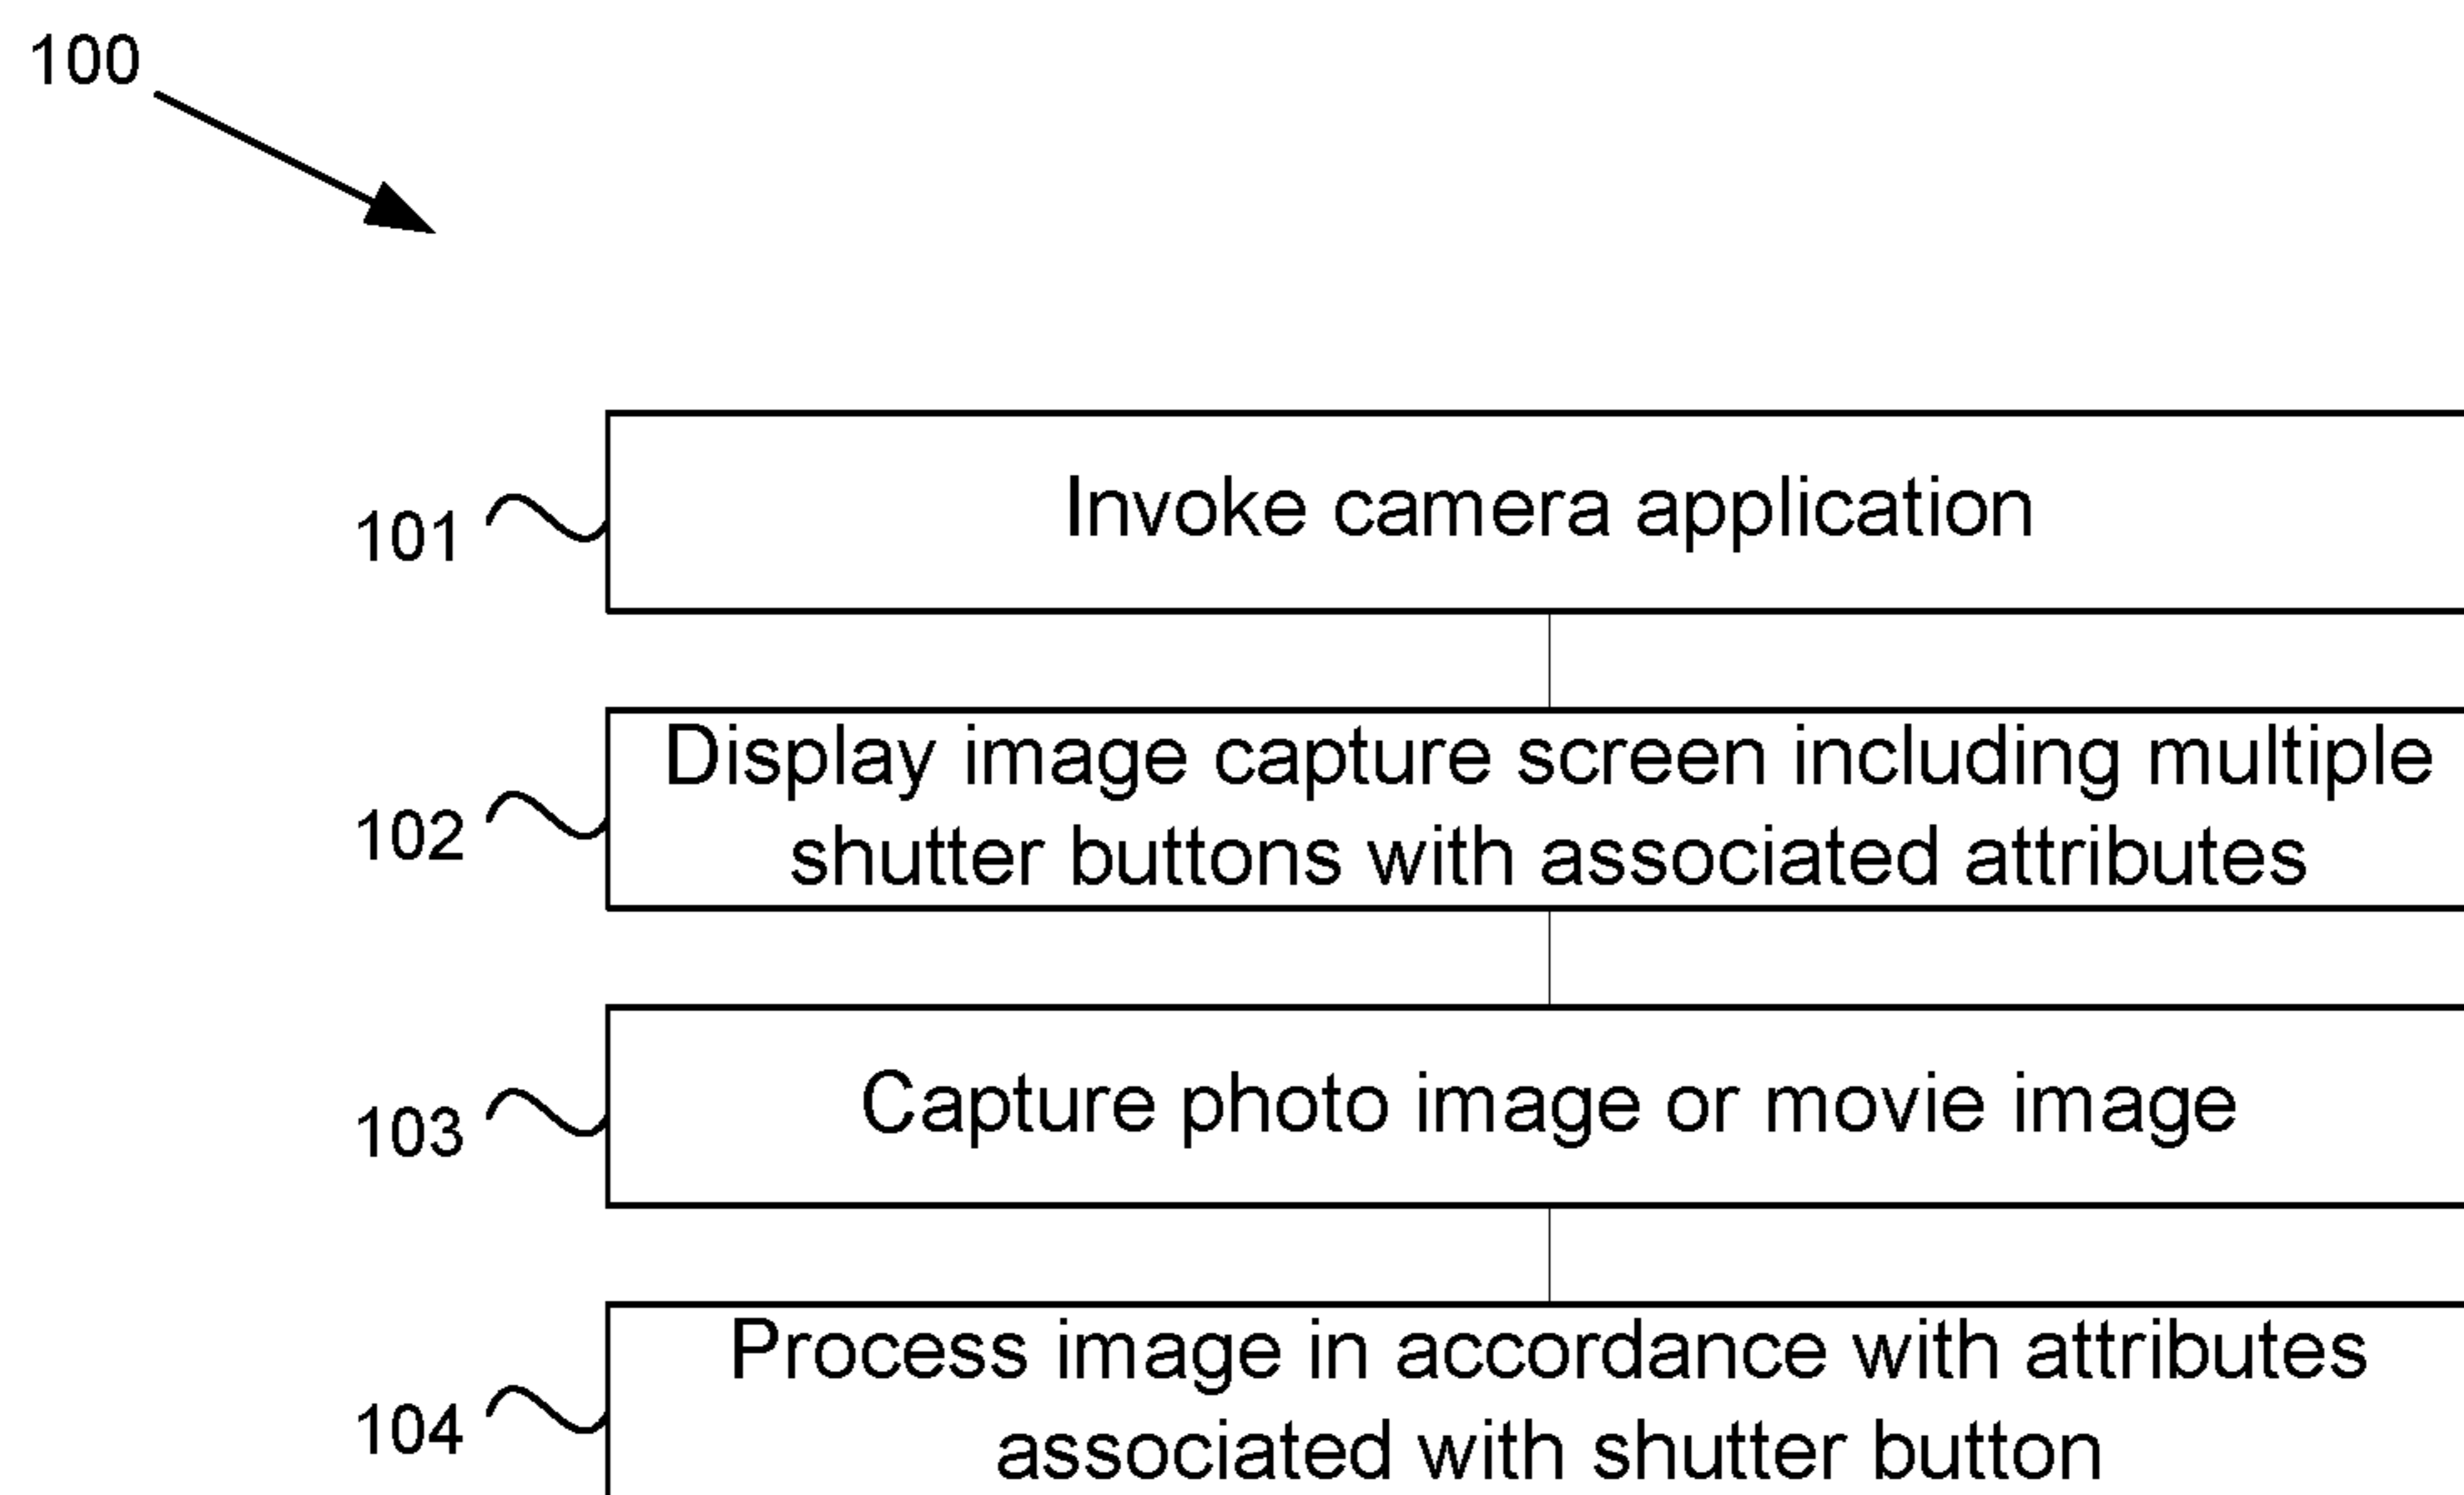 100
101
Invoke camera application
102
Display image capture screen including multiple
shutter buttons with associated attributes
103
Capture photo image or movie image
104
Process image in accordance with attributes
associated with shutter button